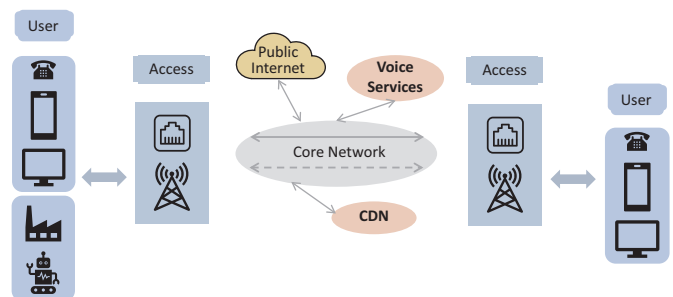 User
Access
Public
Internet
Voice
Services
Access
User
Core Network
CDN